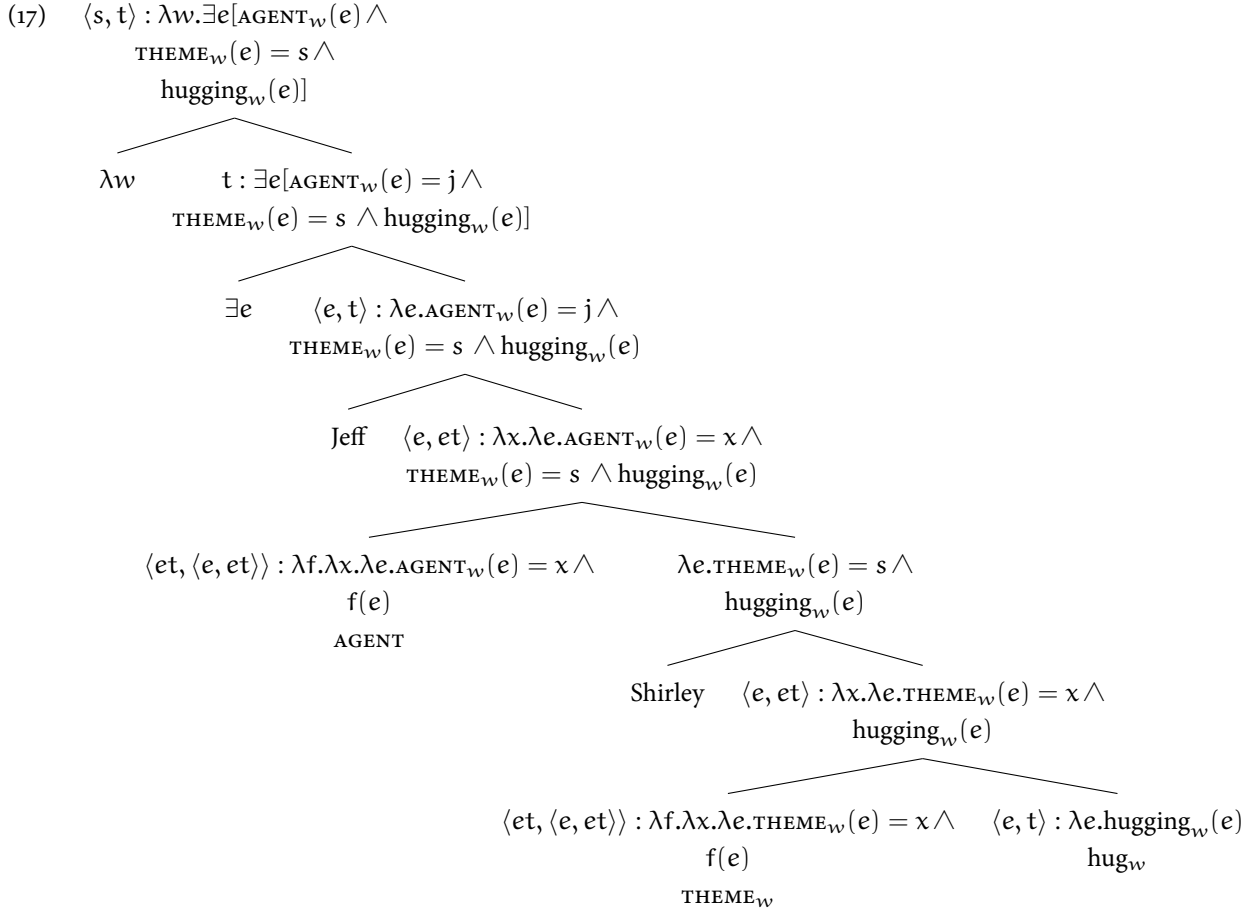 (17) ⟨s, t⟩ : λw.∃e[AGENT_w(e) ∧
THEME_w(e) = s ∧
hugging_w(e)]
λw t : ∃e[AGENT_w(e) = j ∧
THEME_w(e) = s ∧ hugging_w(e)]
∃e ⟨e, t⟩ : λe.AGENT_w(e) = j ∧
THEME_w(e) = s ∧ hugging_w(e)
Jeff ⟨e, et⟩ : λx.λe.AGENT_w(e) = x ∧
THEME_w(e) = s ∧ hugging_w(e)
⟨et, ⟨e, et⟩⟩ : λf.λx.λe.AGENT_w(e) = x ∧ λe.THEME_w(e) = s ∧
f(e) hugging_w(e)
AGENT
Shirley ⟨e, et⟩ : λx.λe.THEME_w(e) = x ∧
hugging_w(e)
⟨et, ⟨e, et⟩⟩ : λf.λx.λe.THEME_w(e) = x ∧ ⟨e, t⟩ : λe.hugging_w(e)
f(e) hug_w
THEME_w